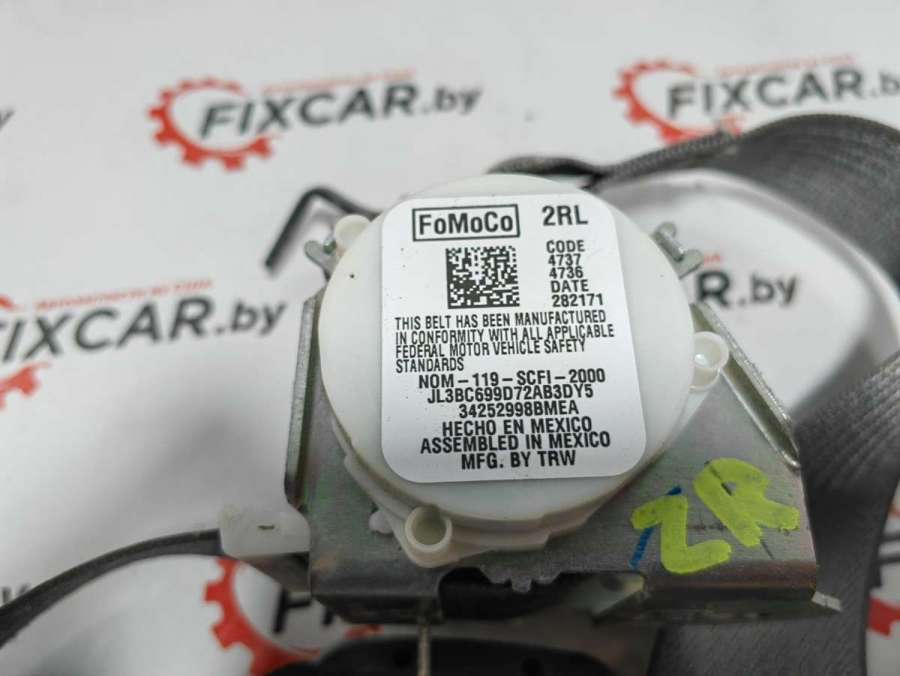 FIXCAR.by
FIXCAR.by
FIXCAR.by
FoMoCo 2RL
CODE
4737
4736
DATE
282171
THIS BELT HAS BEEN MANUFACTURED
IN CONFORMITY WITH ALL APPLICABLE
FEDERAL MOTOR VEHICLE SAFETY
STANDARDS
NOM-119-SCFI-2000
JL3BC699D72AB3DY5
34252998BMEA
HECHO EN MEXICO
ASSEMBLED IN MEXICO
MFG. BY TRW
2R